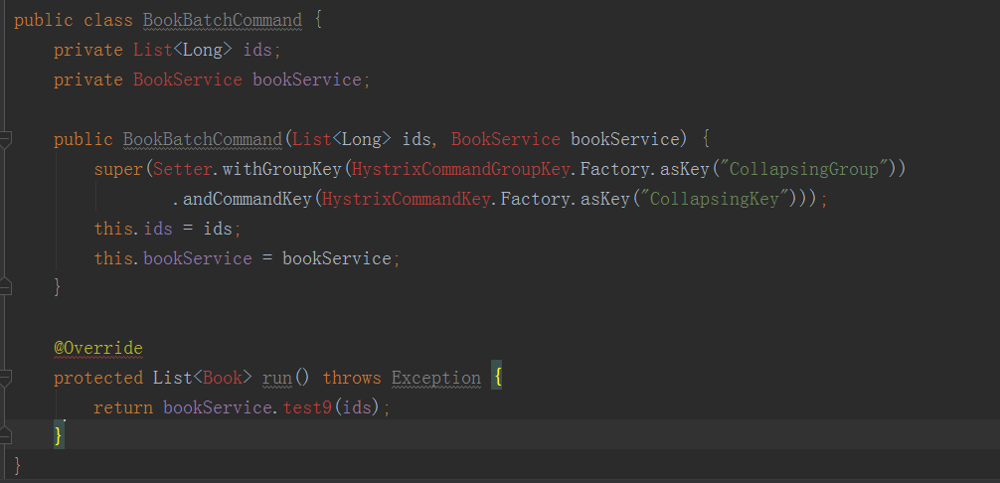 public class BookBatchCommand {
    private List<Long> ids;
    private BookService bookService;

    public BookBatchCommand(List<Long> ids, BookService bookService) {
        super(Setter.withGroupKey(HystrixCommandGroupKey.Factory.asKey("CollapsingGroup"))
                .andCommandKey(HystrixCommandKey.Factory.asKey("CollapsingKey")));
        this.ids = ids;
        this.bookService = bookService;
    }

    @Override
    protected List<Book> run() throws Exception {
        return bookService.test9(ids);
    }
}